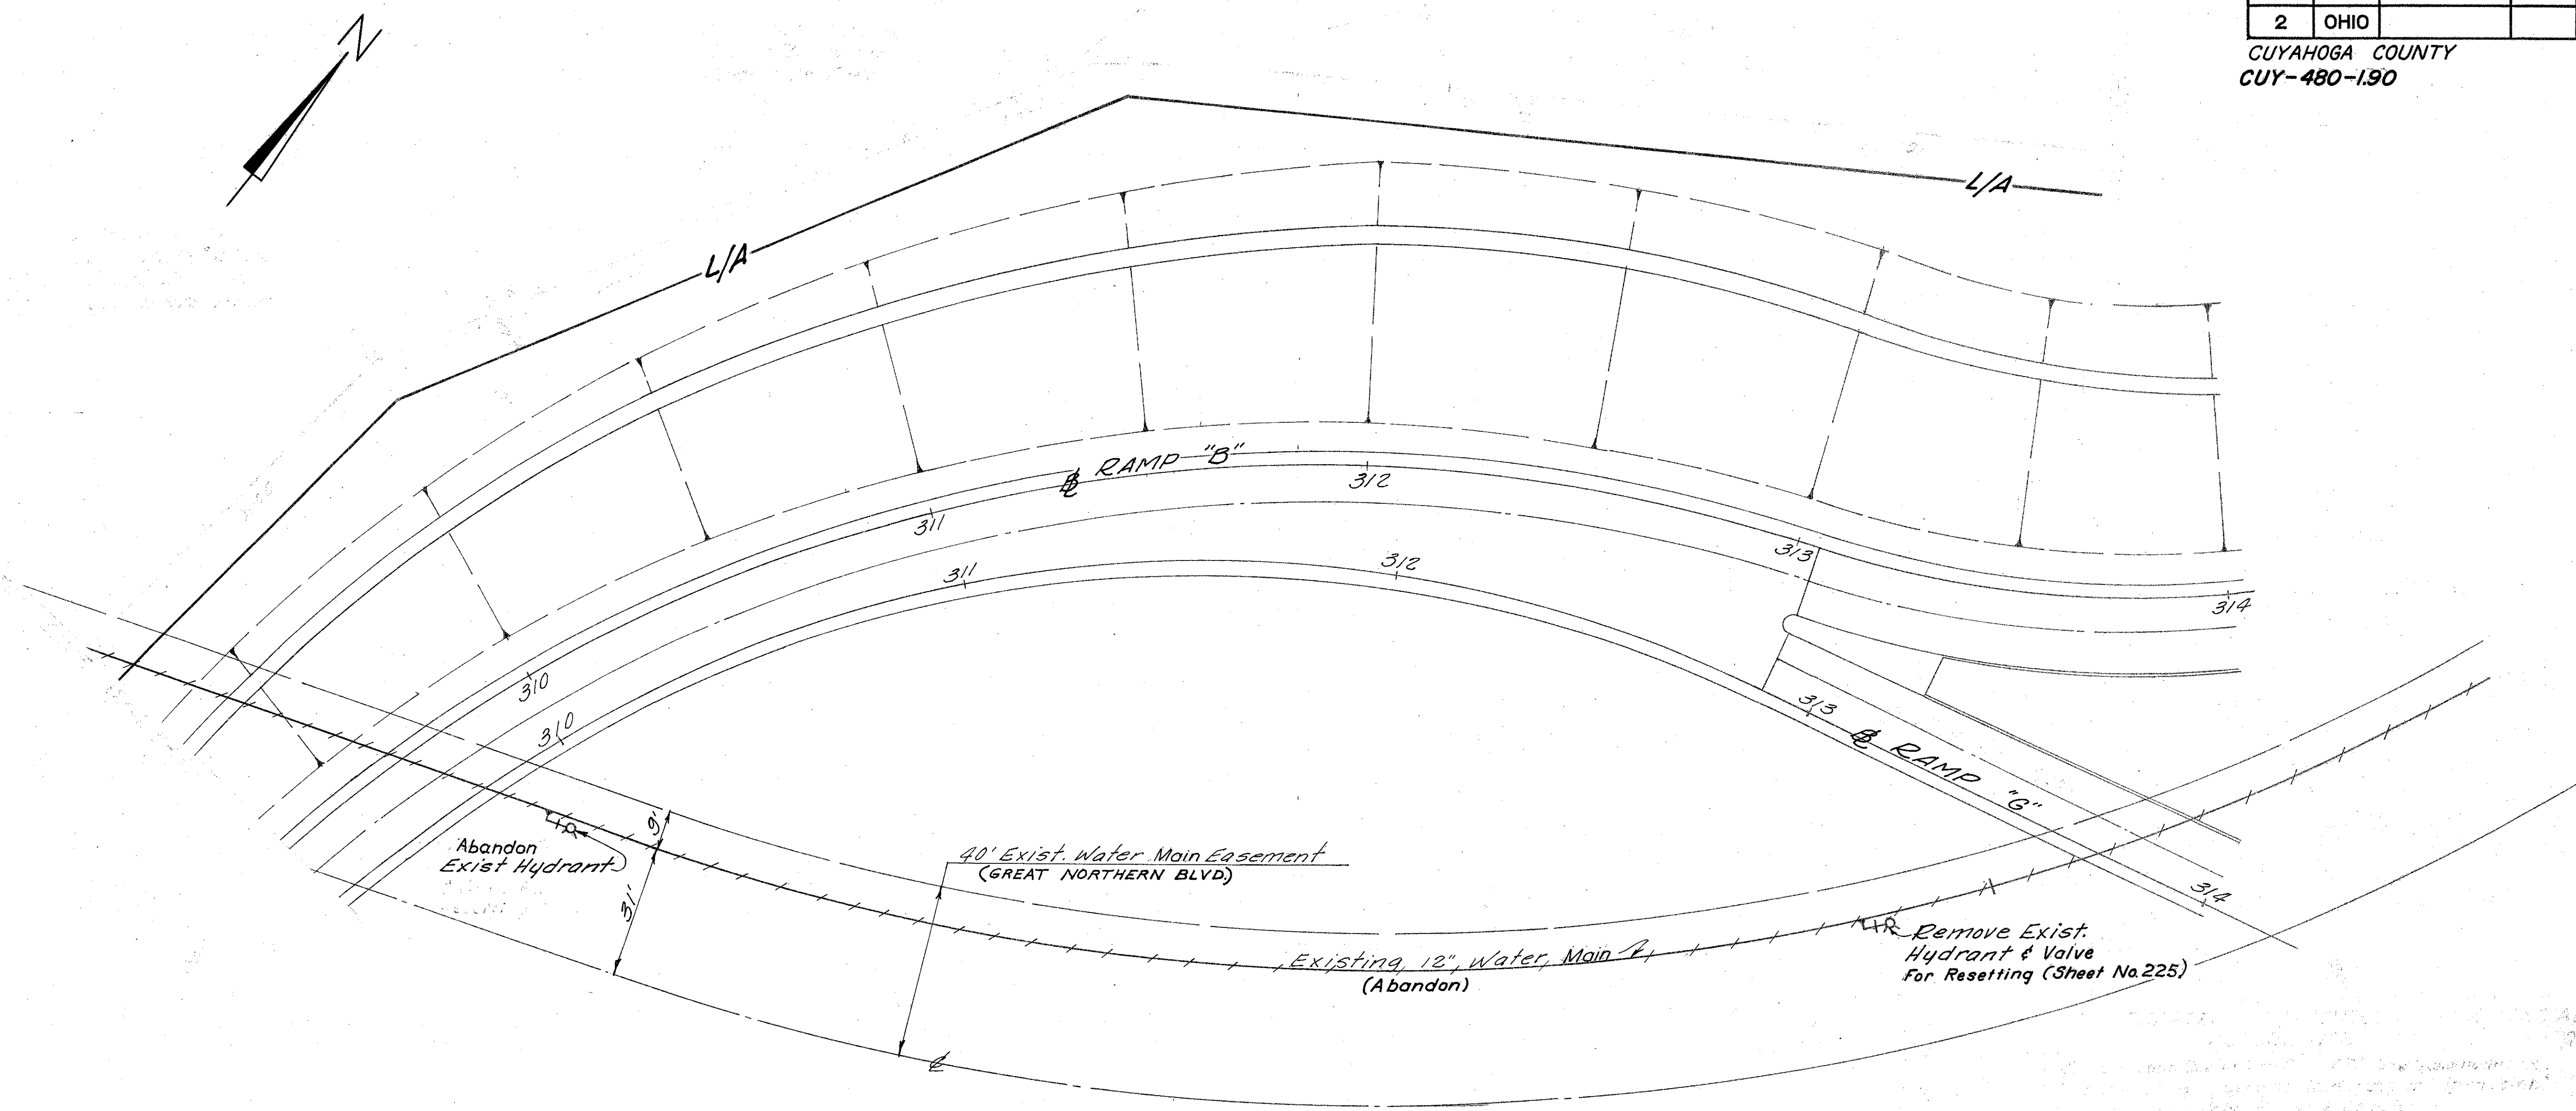 2 OHIO
CUYAHOGA COUNTY
CUY-480-1.90
N
L/A
L/A
℄ RAMP "B"
310
311
312
313
314
310
311
312
313
314
℄ RAMP "G"
9'
31'
Abandon
Exist Hydrant
40' Exist. Water Main Easement
(GREAT NORTHERN BLVD.)
Existing 12" Water Main
(Abandon)
Remove Exist.
Hydrant & Valve
For Resetting (Sheet No. 225)
℄